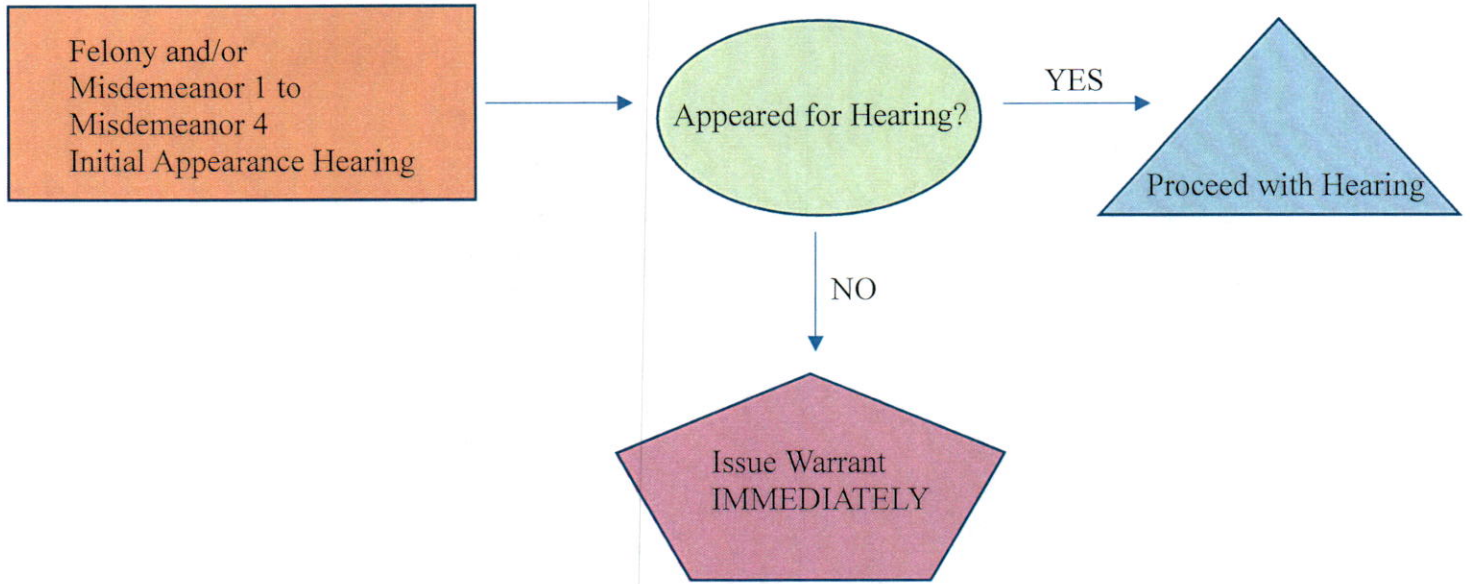 Felony and/or
Misdemeanor 1 to
Misdemeanor 4
Initial Appearance Hearing
Appeared for Hearing?
YES
Proceed with Hearing
NO
Issue Warrant
IMMEDIATELY